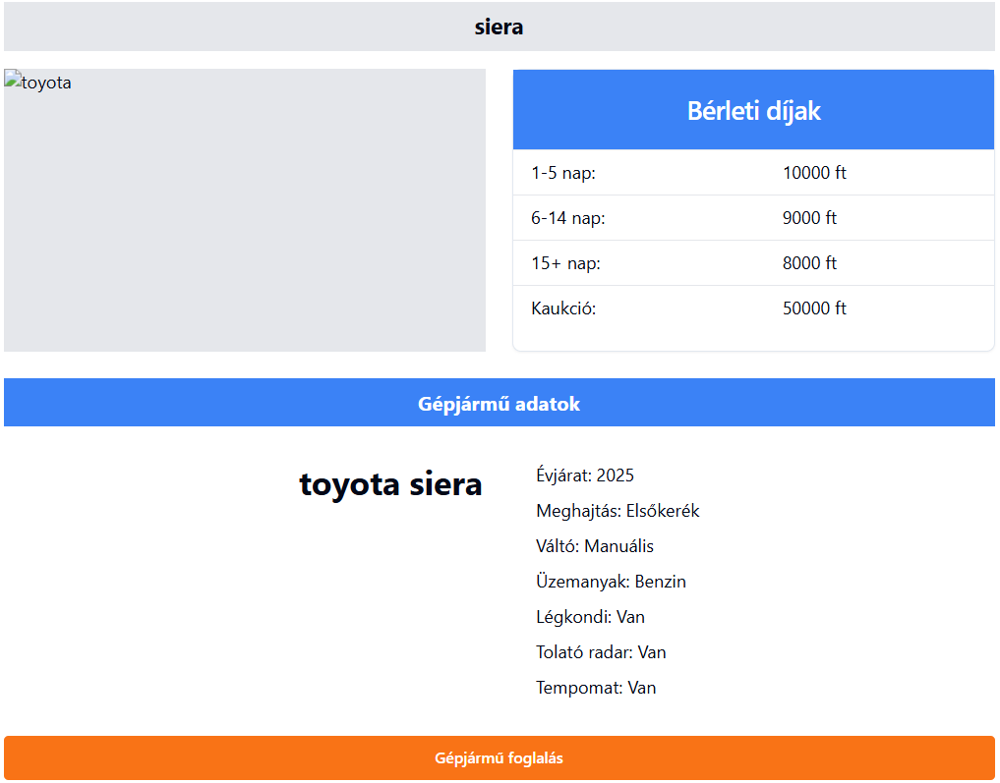 siera
toyota
Bérleti díjak
1-5 nap: 10000 ft
6-14 nap: 9000 ft
15+ nap: 8000 ft
Kaukció: 50000 ft
Gépjármű adatok
toyota siera
Évjárat: 2025
Meghajtás: Elsőkerék
Váltó: Manuális
Üzemanyak: Benzin
Légkondi: Van
Tolató radar: Van
Tempomat: Van
Gépjármű foglalás